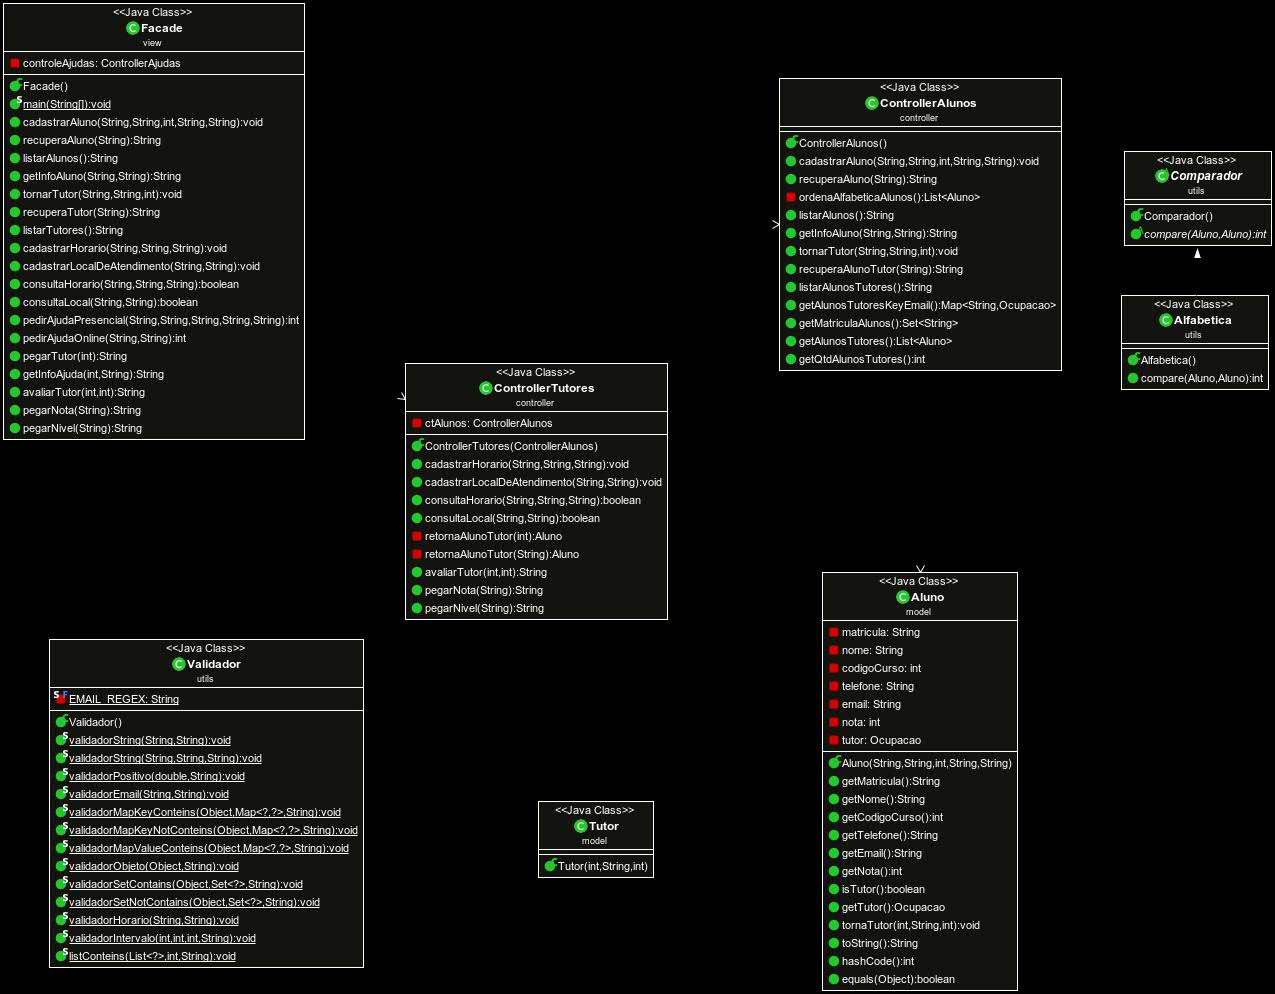 <<Java Class>>
Facade
view
controleAjudas: ControllerAjudas
Facade()
main(String[]):void
cadastrarAluno(String,String,int,String,String):void
recuperaAluno(String):String
listarAlunos():String
getInfoAluno(String,String):String
tornarTutor(String,String,int):void
recuperaTutor(String):String
listarTutores():String
cadastrarHorario(String,String,String):void
cadastrarLocalDeAtendimento(String,String):void
consultaHorario(String,String,String):boolean
consultaLocal(String,String):boolean
pedirAjudaPresencial(String,String,String,String,String):int
pedirAjudaOnline(String,String):int
pegarTutor(int):String
getInfoAjuda(int,String):String
avaliarTutor(int,int):String
pegarNota(String):String
pegarNivel(String):String
<<Java Class>>
ControllerAlunos
controller
ControllerAlunos()
cadastrarAluno(String,String,int,String,String):void
recuperaAluno(String):String
ordenaAlfabeticaAlunos():List<Aluno>
listarAlunos():String
getInfoAluno(String,String):String
tornarTutor(String,String,int):void
recuperaAlunoTutor(String):String
listarAlunosTutores():String
getAlunosTutoresKeyEmail():Map<String,Ocupacao>
getMatriculaAlunos():Set<String>
getAlunosTutores():List<Aluno>
getQtdAlunosTutores():int
<<Java Class>>
Comparador
utils
Comparador()
compare(Aluno,Aluno):int
<<Java Class>>
Alfabetica
utils
Alfabetica()
compare(Aluno,Aluno):int
<<Java Class>>
ControllerTutores
controller
ctAlunos: ControllerAlunos
ControllerTutores(ControllerAlunos)
cadastrarHorario(String,String,String):void
cadastrarLocalDeAtendimento(String,String):void
consultaHorario(String,String,String):boolean
consultaLocal(String,String):boolean
retornaAlunoTutor(int):Aluno
retornaAlunoTutor(String):Aluno
avaliarTutor(int,int):String
pegarNota(String):String
pegarNivel(String):String
<<Java Class>>
Validador
utils
EMAIL_REGEX: String
Validador()
validadorString(String,String):void
validadorString(String,String,String):void
validadorPositivo(double,String):void
validadorEmail(String,String):void
validadorMapKeyConteins(Object,Map<?,?>,String):void
validadorMapKeyNotConteins(Object,Map<?,?>,String):void
validadorMapValueConteins(Object,Map<?,?>,String):void
validadorObjeto(Object,String):void
validadorSetContains(Object,Set<?>,String):void
validadorSetNotContains(Object,Set<?>,String):void
validadorHorario(String,String):void
validadorIntervalo(int,int,int,String):void
listConteins(List<?>,int,String):void
<<Java Class>>
Tutor
model
Tutor(int,String,int)
<<Java Class>>
Aluno
model
matricula: String
nome: String
codigoCurso: int
telefone: String
email: String
nota: int
tutor: Ocupacao
Aluno(String,String,int,String,String)
getMatricula():String
getNome():String
getCodigoCurso():int
getTelefone():String
getEmail():String
getNota():int
isTutor():boolean
getTutor():Ocupacao
tornaTutor(int,String,int):void
toString():String
hashCode():int
equals(Object):boolean